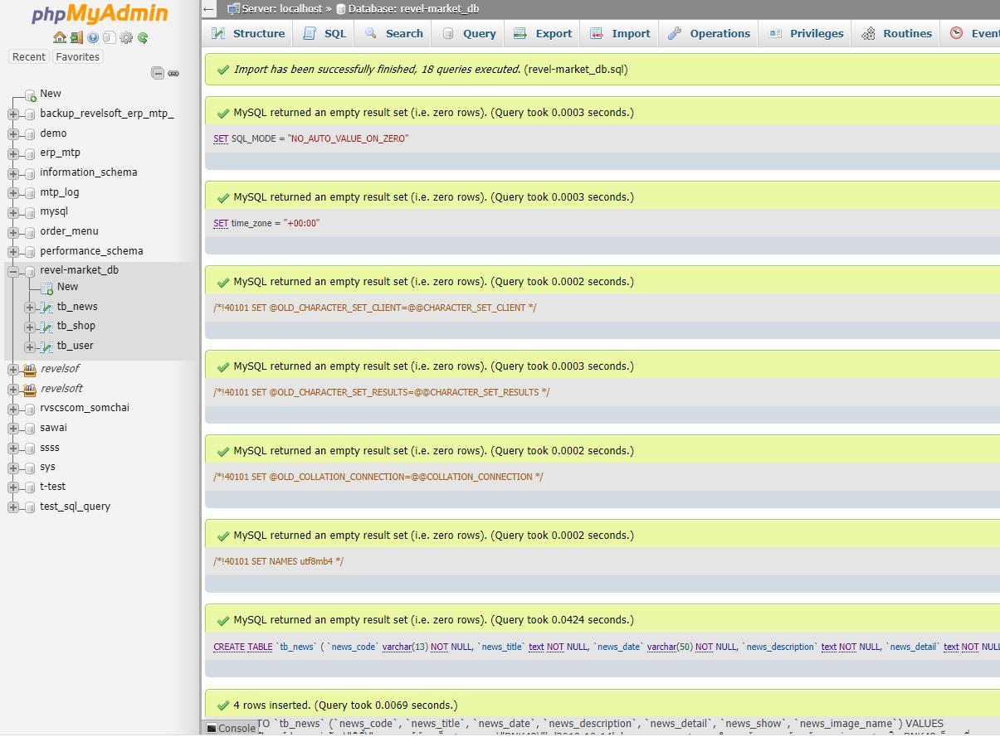 phpMyAdmin
Recent Favorites
New
backup_revelsoft_erp_mtp_
demo
erp_mtp
information_schema
mtp_log
mysql
order_menu
performance_schema
revel-market_db
New
tb_news
tb_shop
tb_user
revelsof
revelsoft
rvscscom_somchai
sawai
ssss
sys
t-test
test_sql_query
Server: localhost » Database: revel-market_db
Structure SQL Search Query Export Import Operations Privileges Routines Event
Import has been successfully finished, 18 queries executed. (revel-market_db.sql)
MySQL returned an empty result set (i.e. zero rows). (Query took 0.0003 seconds.)
SET SQL_MODE = "NO_AUTO_VALUE_ON_ZERO"
MySQL returned an empty result set (i.e. zero rows). (Query took 0.0003 seconds.)
SET time_zone = "+00:00"
MySQL returned an empty result set (i.e. zero rows). (Query took 0.0002 seconds.)
/*!40101 SET @OLD_CHARACTER_SET_CLIENT=@@CHARACTER_SET_CLIENT */
MySQL returned an empty result set (i.e. zero rows). (Query took 0.0003 seconds.)
/*!40101 SET @OLD_CHARACTER_SET_RESULTS=@@CHARACTER_SET_RESULTS */
MySQL returned an empty result set (i.e. zero rows). (Query took 0.0002 seconds.)
/*!40101 SET @OLD_COLLATION_CONNECTION=@@COLLATION_CONNECTION */
MySQL returned an empty result set (i.e. zero rows). (Query took 0.0002 seconds.)
/*!40101 SET NAMES utf8mb4 */
MySQL returned an empty result set (i.e. zero rows). (Query took 0.0424 seconds.)
CREATE TABLE `tb_news` ( `news_code` varchar(13) NOT NULL, `news_title` text NOT NULL, `news_date` varchar(50) NOT NULL, `news_description` text NOT NULL, `news_detail` text NOT NULL
4 rows inserted. (Query took 0.0069 seconds.)
TO `tb_news` (`news_code`, `news_title`, `news_date`, `news_description`, `news_detail`, `news_show`, `news_image_name`) VALUES
Console